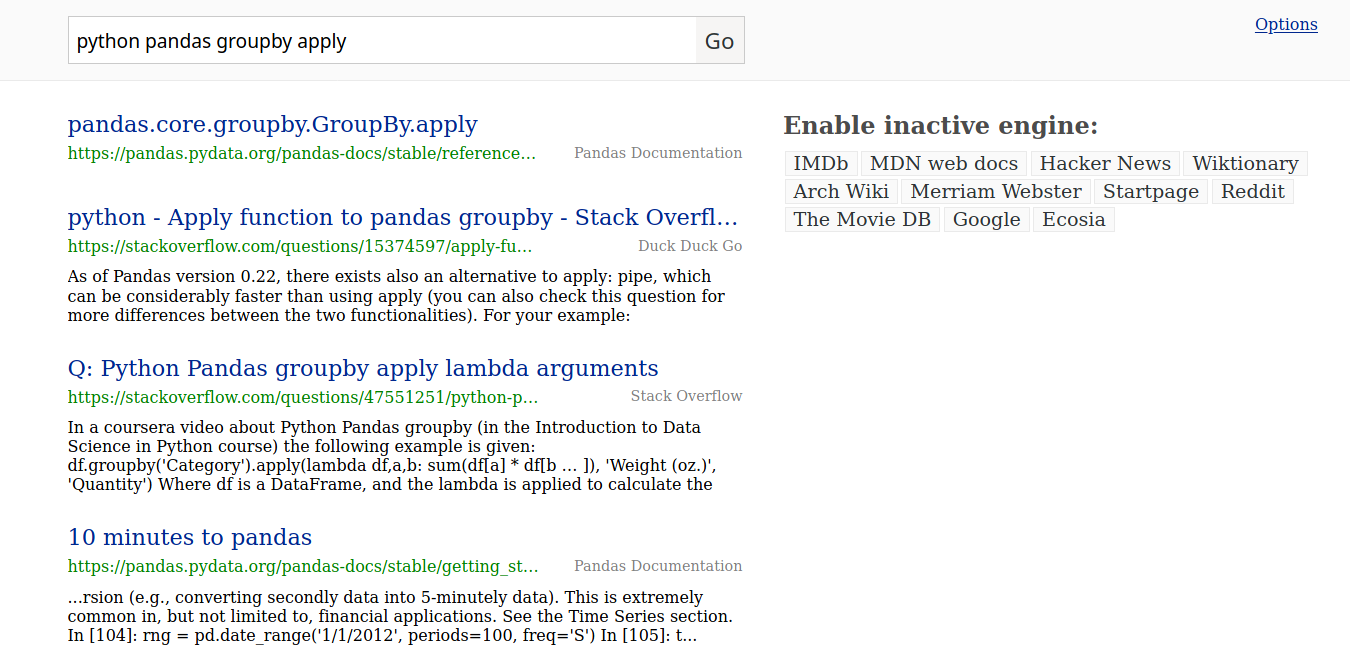 python pandas groupby apply
Go
Options
pandas.core.groupby.GroupBy.apply
https://pandas.pydata.org/pandas-docs/stable/reference…
Pandas Documentation
python - Apply function to pandas groupby - Stack Overfl…
https://stackoverflow.com/questions/15374597/apply-fu…
Duck Duck Go
As of Pandas version 0.22, there exists also an alternative to apply: pipe, which
can be considerably faster than using apply (you can also check this question for
more differences between the two functionalities). For your example:
Q: Python Pandas groupby apply lambda arguments
https://stackoverflow.com/questions/47551251/python-p…
Stack Overflow
In a coursera video about Python Pandas groupby (in the Introduction to Data
Science in Python course) the following example is given:
df.groupby('Category').apply(lambda df,a,b: sum(df[a] * df[b … ]), 'Weight (oz.)',
'Quantity') Where df is a DataFrame, and the lambda is applied to calculate the
10 minutes to pandas
https://pandas.pydata.org/pandas-docs/stable/getting_st…
Pandas Documentation
...rsion (e.g., converting secondly data into 5-minutely data). This is extremely
common in, but not limited to, financial applications. See the Time Series section.
In [104]: rng = pd.date_range('1/1/2012', periods=100, freq='S') In [105]: t...
Enable inactive engine:
IMDb MDN web docs Hacker News Wiktionary
Arch Wiki Merriam Webster Startpage Reddit
The Movie DB Google Ecosia